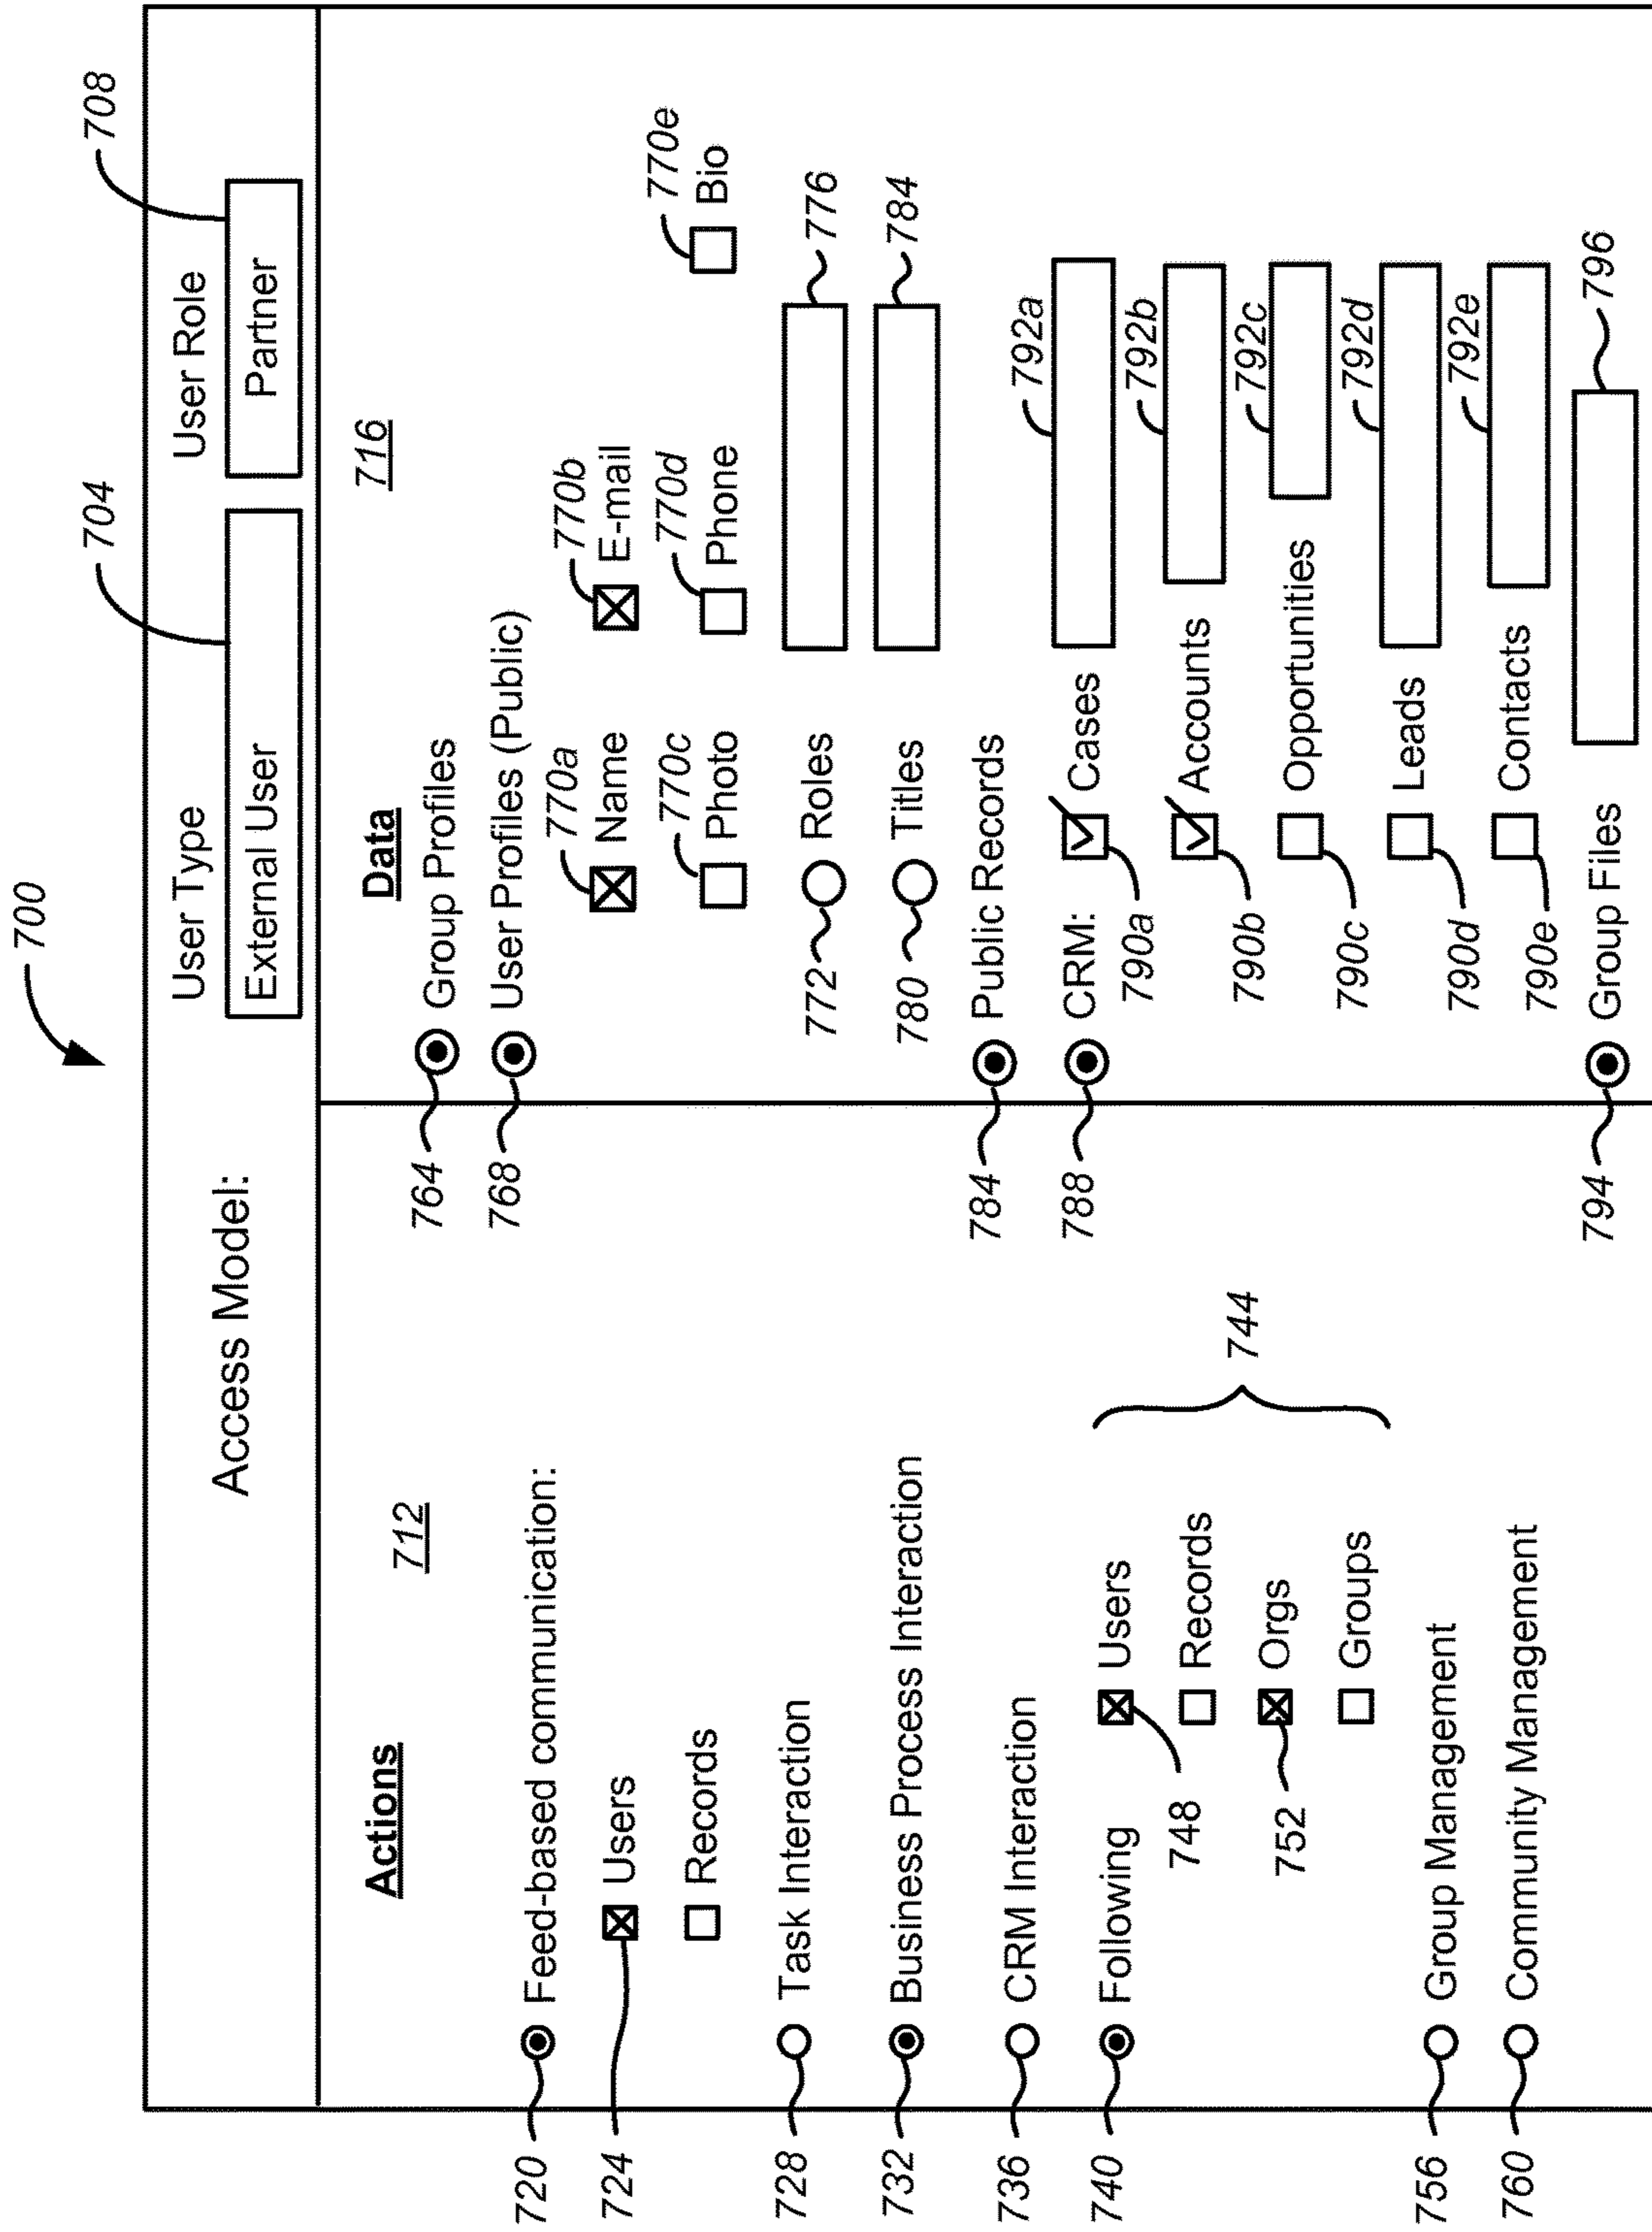 700
704
708
Access Model:
User Type
User Role
External User
Partner
712
716
Actions
Data
720
Feed-based communication:
724
Users
Records
728
Task Interaction
732
Business Process Interaction
736
CRM Interaction
740
Following
Users
748
Records
Orgs
752
Groups
744
756
Group Management
760
Community Management
764
Group Profiles
768
User Profiles (Public)
770a
770b
Name
E-mail
770c
770d
770e
Photo
Phone
Bio
772
Roles
776
780
Titles
784
784
Public Records
788
CRM:
792a
Cases
790a
792b
Accounts
790b
792c
Opportunities
790c
792d
Leads
790d
792e
Contacts
790e
794
Group Files
796